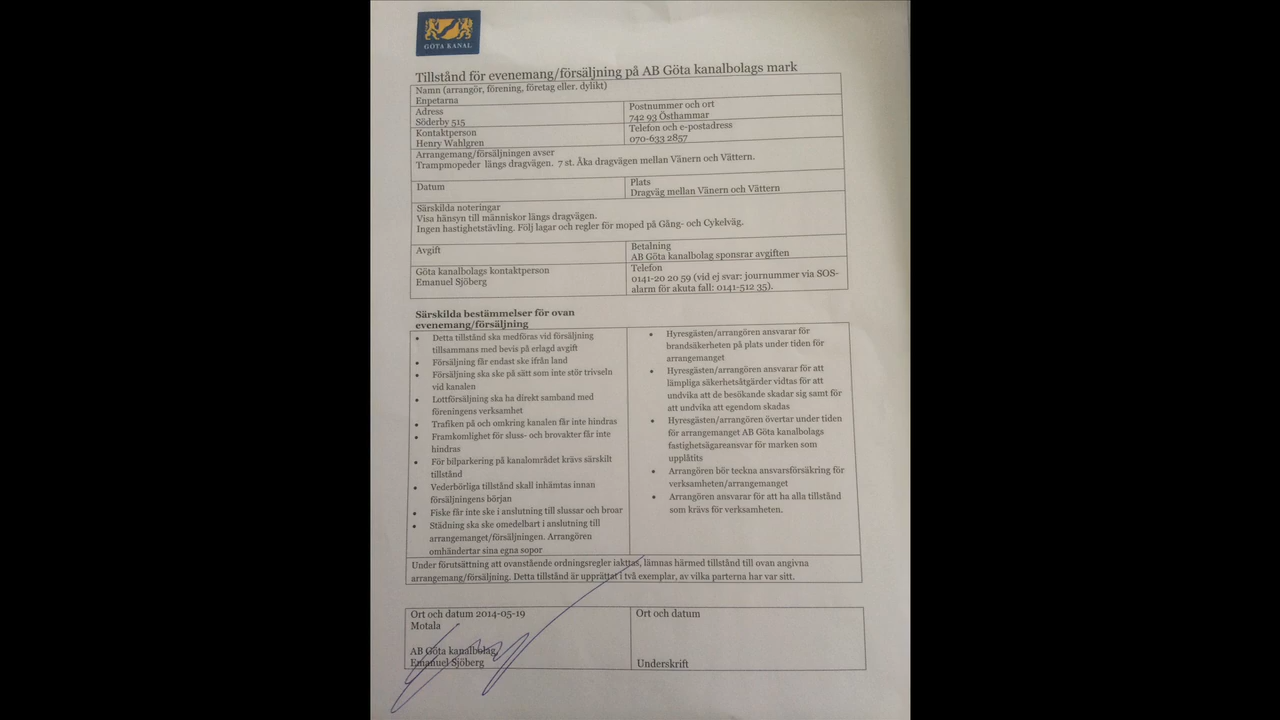 GÖTA KANAL
Tillstånd för evenemang/försäljning på AB Göta kanalbolags mark
Namn (arrangör, förening, företag eller. dylikt)
Enpetarna
Adress
Söderby 515
Postnummer och ort
742 93 Östhammar
Kontaktperson
Henry Wahlgren
Telefon och e-postadress
070-633 2857
Arrangemang/försäljningen avser
Trampmopeder längs dragvägen. 7 st. Åka dragvägen mellan Vänern och Vättern.
Datum
Plats
Dragväg mellan Vänern och Vättern
Särskilda noteringar
Visa hänsyn till människor längs dragvägen.
Ingen hastighetstävling. Följ lagar och regler för moped på Gång- och Cykelväg.
Avgift
Betalning
AB Göta kanalbolag sponsrar avgiften
Göta kanalbolags kontaktperson
Emanuel Sjöberg
Telefon
0141-20 20 59 (vid ej svar: journummer via SOS-
alarm för akuta fall: 0141-512 35).
Särskilda bestämmelser för ovan
evenemang/försäljning
• Detta tillstånd ska medföras vid försäljning
tillsammans med bevis på erlagd avgift
• Försäljning får endast ske ifrån land
• Försäljning ska ske på sätt som inte stör trivseln
vid kanalen
• Lottförsäljning ska ha direkt samband med
föreningens verksamhet
• Trafiken på och omkring kanalen får inte hindras
• Framkomlighet för sluss- och brovakter får inte
hindras
• För bilparkering på kanalområdet krävs särskilt
tillstånd
• Vederbörliga tillstånd skall inhämtas innan
försäljningens början
• Fiske får inte ske i anslutning till slussar och broar
• Städning ska ske omedelbart i anslutning till
arrangemanget/försäljningen. Arrangören
omhändertar sina egna sopor
• Hyresgästen/arrangören ansvarar för
brandsäkerheten på plats under tiden för
arrangemanget
• Hyresgästen/arrangören ansvarar för att
lämpliga säkerhetsåtgärder vidtas för att
undvika att de besökande skadar sig samt för
att undvika att egendom skadas
• Hyresgästen/arrangören övertar under tiden
för arrangemanget AB Göta kanalbolags
fastighetsägareansvar för marken som
upplåtits
• Arrangören bör teckna ansvarsförsäkring för
verksamheten/arrangemanget
• Arrangören ansvarar för att ha alla tillstånd
som krävs för verksamheten.
Under förutsättning att ovanstående ordningsregler iakttas, lämnas härmed tillstånd till ovan angivna
arrangemang/försäljning. Detta tillstånd är upprättat i två exemplar, av vilka parterna har var sitt.
Ort och datum 2014-05-19
Motala
AB Göta kanalbolag
Emanuel Sjöberg
Ort och datum
Underskrift